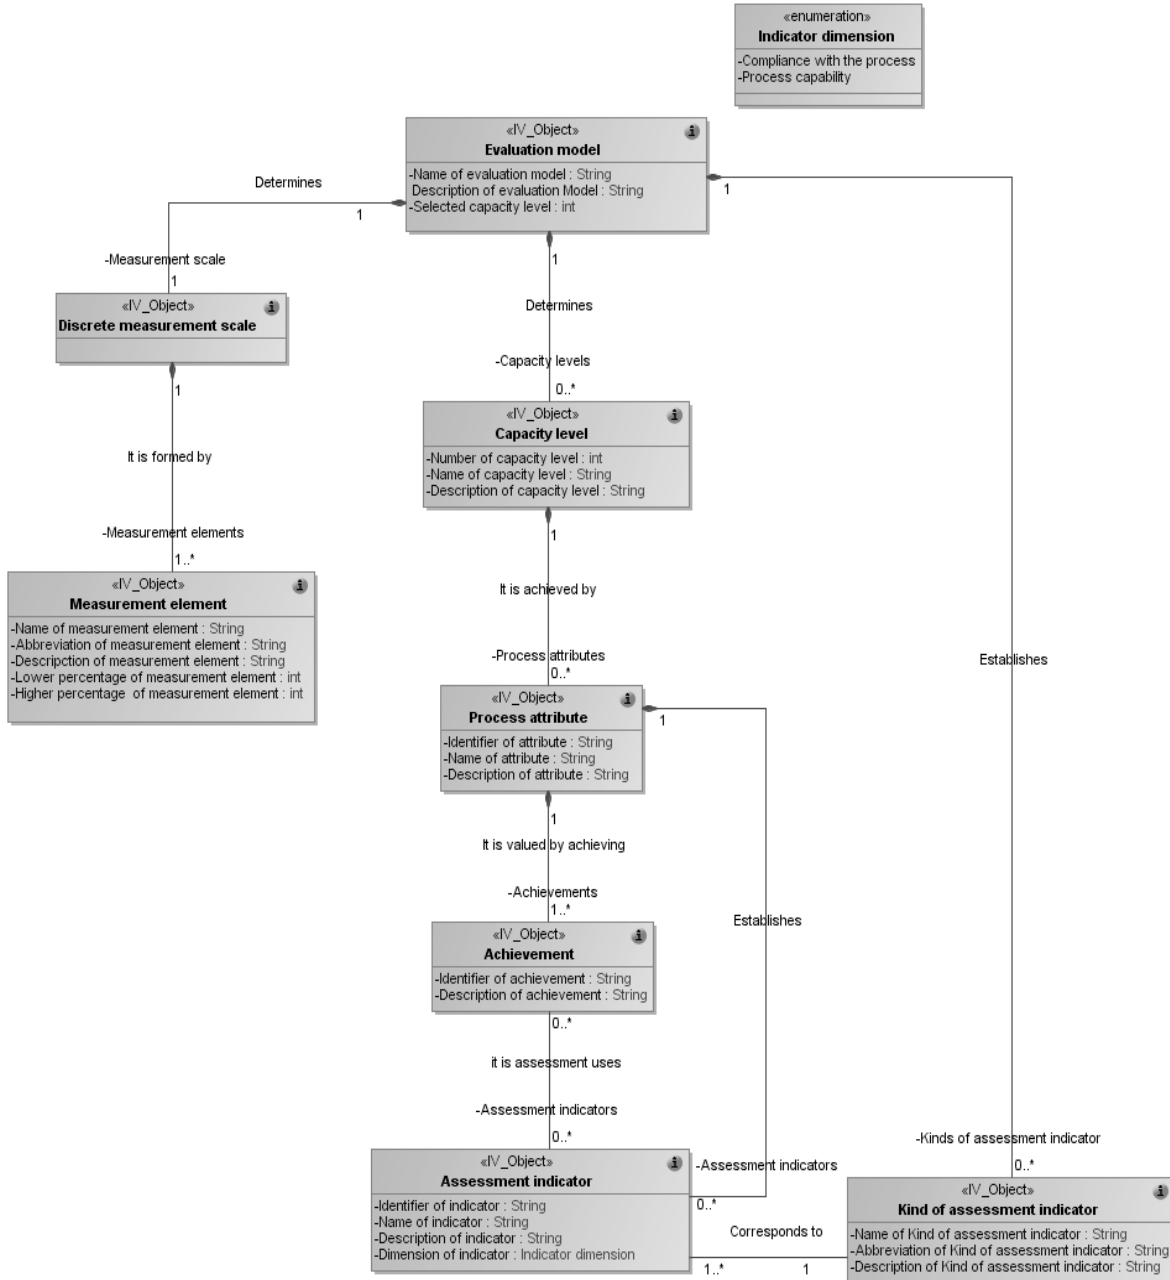 «enumeration»
Indicator dimension
-Compliance with the process
-Process capability
«IV_Object»
Evaluation model
-Name of evaluation model : String
Description of evaluation Model : String
-Selected capacity level : int
Determines
1
1
-Measurement scale
1
«IV_Object»
Discrete measurement scale
1
1
Determines
-Capacity levels
0..*
«IV_Object»
Capacity level
-Number of capacity level : int
-Name of capacity level : String
-Description of capacity level : String
It is formed by
-Measurement elements
1..*
«IV_Object»
Measurement element
-Name of measurement element : String
-Abbreviation of measurement element : String
-Descripction of measurement element : String
-Lower percentage of measurement element : int
-Higher percentage of measurement element : int
1
It is achieved by
-Process attributes
0..*
Establishes
«IV_Object»
Process attribute
-Identifier of attribute : String
-Name of attribute : String
-Description of attribute : String
1
1
It is valued by achieving
-Achievements
1..*
Establishes
«IV_Object»
Achievement
-Identifier of achievement : String
-Description of achievement : String
0..*
it is assessment uses
-Assessment indicators
0..*
«IV_Object»
Assessment indicator
-Identifier of indicator : String
-Name of indicator : String
-Description of indicator : String
-Dimension of indicator : Indicator dimension
-Assessment indicators
0..*
Corresponds to
1..*
1
-Kinds of assessment indicator
0..*
«IV_Object»
Kind of assessment indicator
-Name of Kind of assessment indicator : String
-Abbreviation of Kind of assessment indicator : String
-Description of Kind of assessment indicator : String